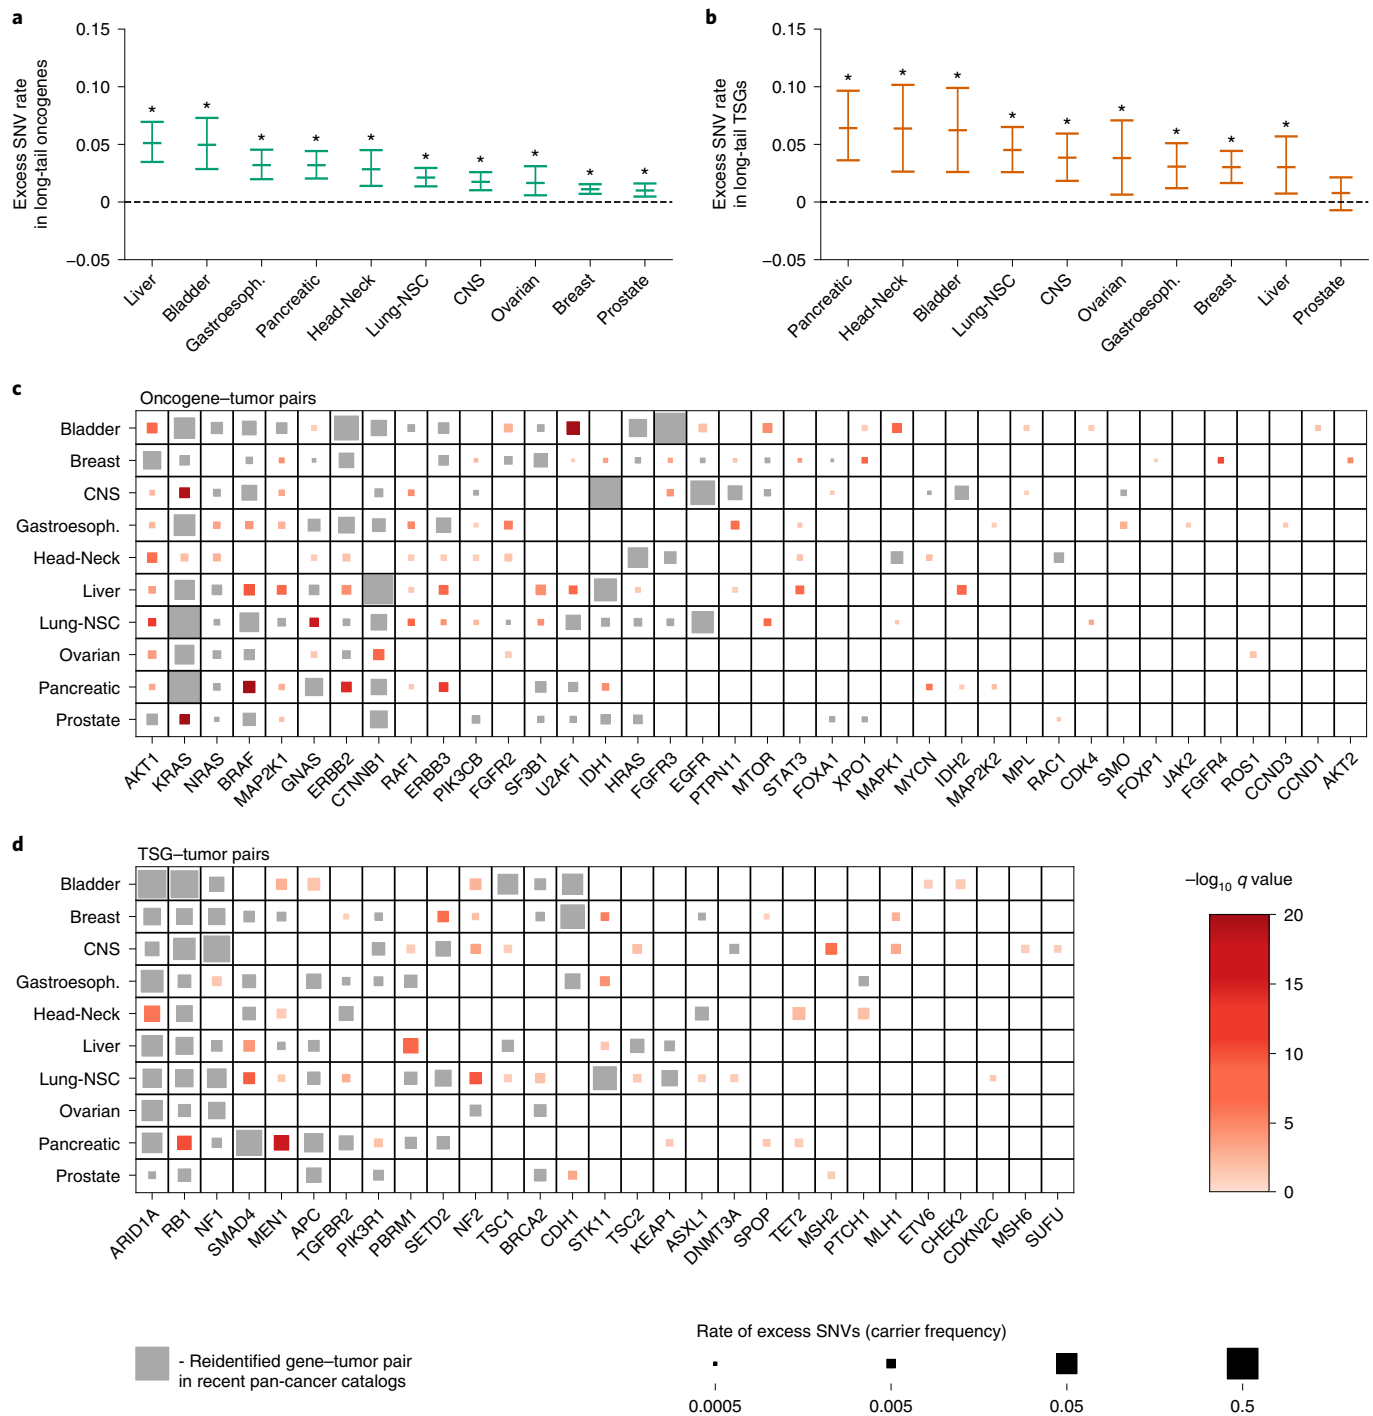 a
Excess SNV rate
in long-tail oncogenes
0.15
0.10
0.05
0
−0.05
* * * * * * * * * *
Liver
Bladder
Gastroesoph.
Pancreatic
Head-Neck
Lung-NSC
CNS
Ovarian
Breast
Prostate
b
Excess SNV rate
in long-tail TSGs
0.15
0.10
0.05
0
−0.05
* * * * * * * * *
Pancreatic
Head-Neck
Bladder
Lung-NSC
CNS
Ovarian
Gastroesoph.
Breast
Liver
Prostate
c
Oncogene–tumor pairs
Bladder
Breast
CNS
Gastroesoph.
Head-Neck
Liver
Lung-NSC
Ovarian
Pancreatic
Prostate
AKT1
KRAS
NRAS
BRAF
MAP2K1
GNAS
ERBB2
CTNNB1
RAF1
ERBB3
PIK3CB
FGFR2
SF3B1
U2AF1
IDH1
HRAS
FGFR3
EGFR
PTPN11
MTOR
STAT3
FOXA1
XPO1
MAPK1
MYCN
IDH2
MAP2K2
MPL
RAC1
CDK4
SMO
FOXP1
JAK2
FGFR4
ROS1
CCND3
CCND1
AKT2
d
TSG–tumor pairs
Bladder
Breast
CNS
Gastroesoph.
Head-Neck
Liver
Lung-NSC
Ovarian
Pancreatic
Prostate
ARID1A
RB1
NF1
SMAD4
MEN1
APC
TGFBR2
PIK3R1
PBRM1
SETD2
NF2
TSC1
BRCA2
CDH1
STK11
TSC2
KEAP1
ASXL1
DNMT3A
SPOP
TET2
MSH2
PTCH1
MLH1
ETV6
CHEK2
CDKN2C
MSH6
SUFU
−log10 q value
20
15
10
5
0
- Reidentified gene–tumor pair
in recent pan-cancer catalogs
Rate of excess SNVs (carrier frequency)
0.0005 0.005 0.05 0.5